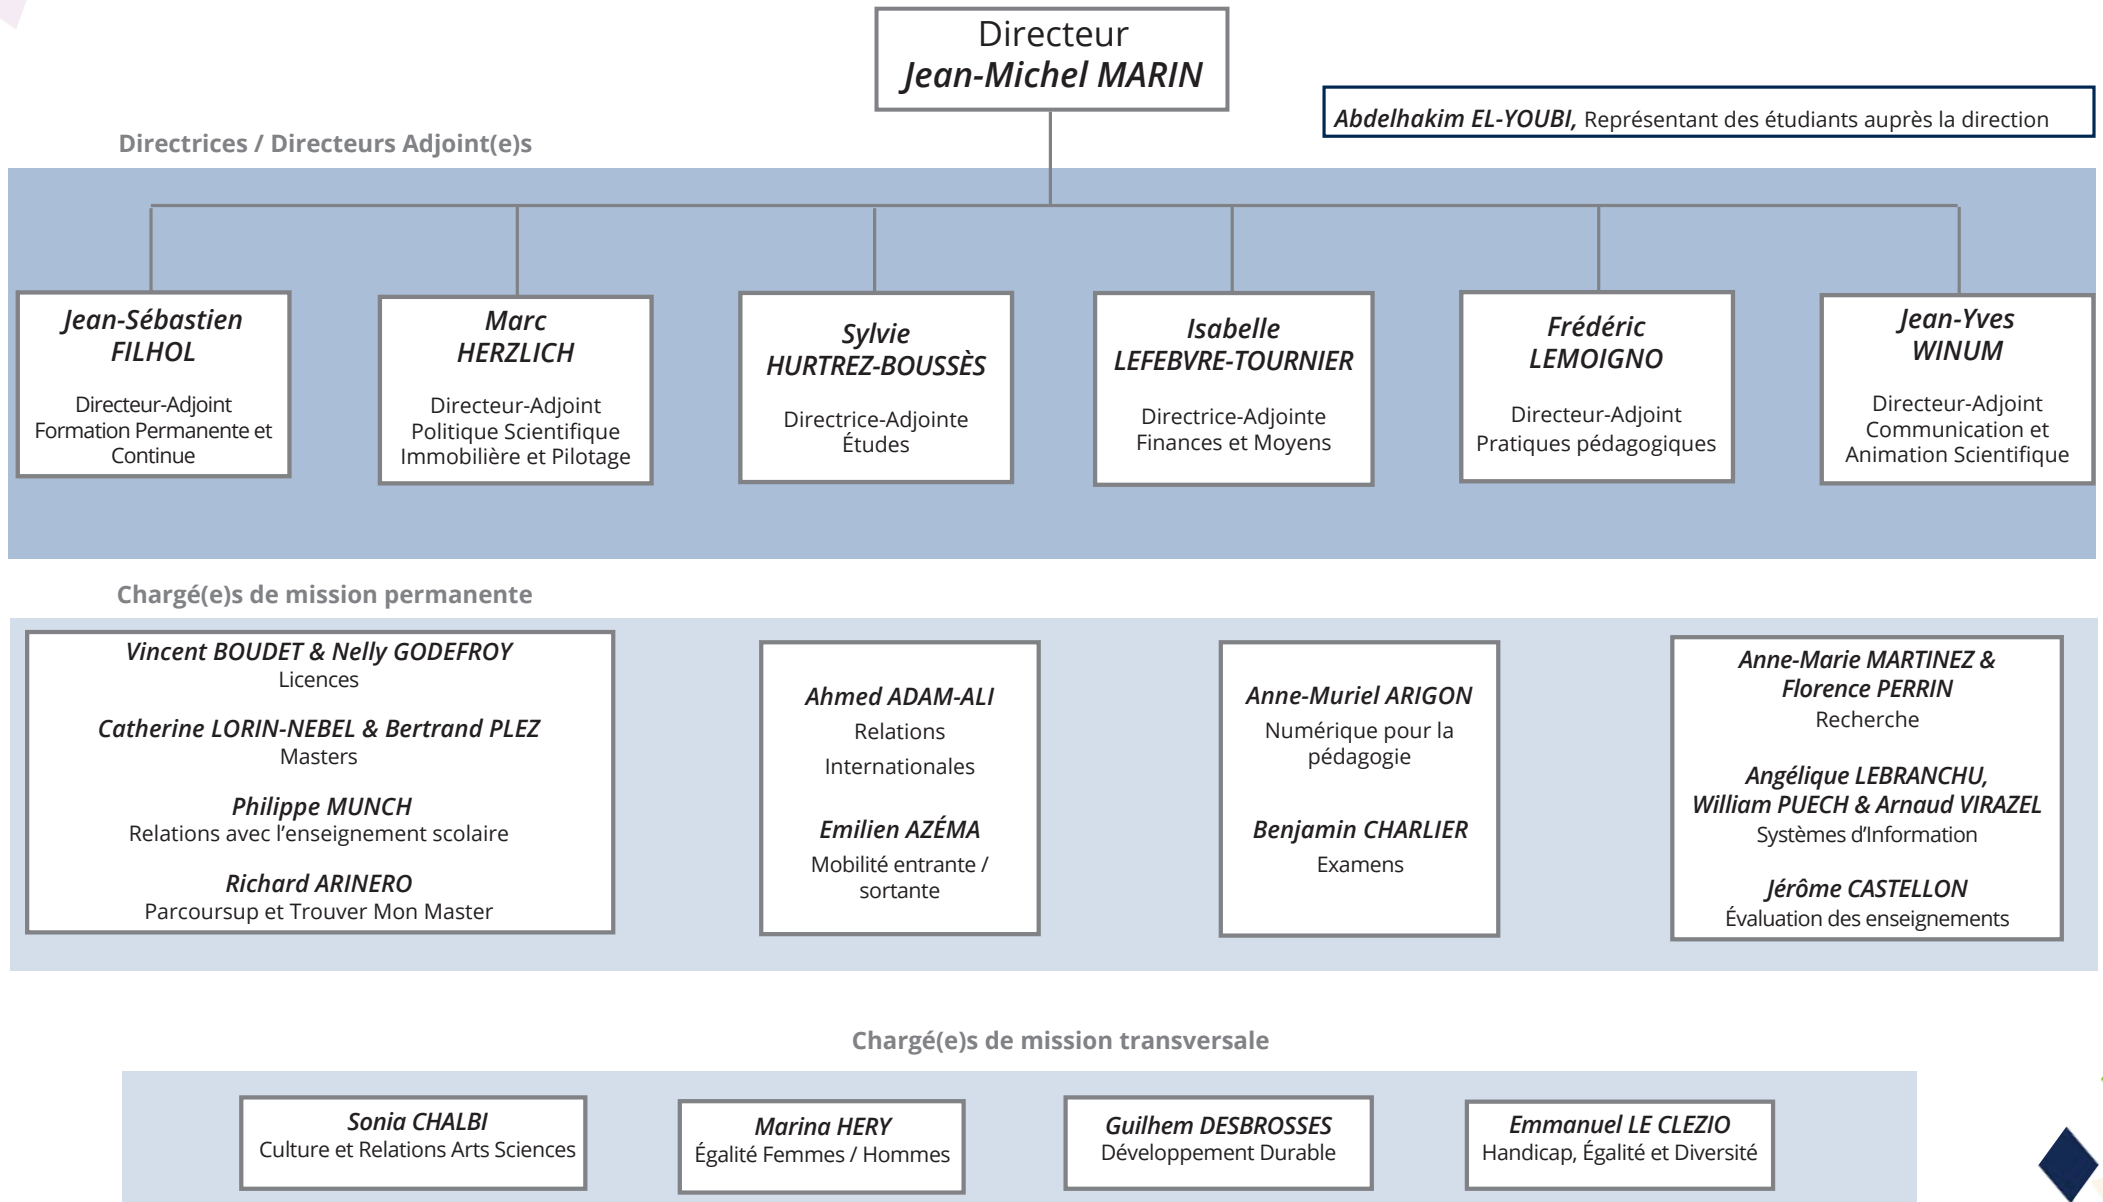 Directeur
Jean-Michel MARIN
Abdelhakim EL-YOUBI, Représentant des étudiants auprès la direction
Directrices / Directeurs Adjoint(e)s
Jean-Sébastien
FILHOL
Directeur-Adjoint
Formation Permanente et
Continue
Marc
HERZLICH
Directeur-Adjoint
Politique Scientifique
Immobilière et Pilotage
Sylvie
HURTREZ-BOUSSÈS
Directrice-Adjointe
Études
Isabelle
LEFEBVRE-TOURNIER
Directrice-Adjointe
Finances et Moyens
Frédéric
LEMOIGNO
Directeur-Adjoint
Pratiques pédagogiques
Jean-Yves
WINUM
Directeur-Adjoint
Communication et
Animation Scientifique
Chargé(e)s de mission permanente
Vincent BOUDET & Nelly GODEFROY
Licences
Catherine LORIN-NEBEL & Bertrand PLEZ
Masters
Philippe MUNCH
Relations avec l’enseignement scolaire
Richard ARINERO
Parcoursup et Trouver Mon Master
Ahmed ADAM-ALI
Relations
Internationales
Emilien AZÉMA
Mobilité entrante /
sortante
Anne-Muriel ARIGON
Numérique pour la
pédagogie
Benjamin CHARLIER
Examens
Anne-Marie MARTINEZ &
Florence PERRIN
Recherche
Angélique LEBRANCHU,
William PUECH & Arnaud VIRAZEL
Systèmes d’Information
Jérôme CASTELLON
Évaluation des enseignements
Chargé(e)s de mission transversale
Sonia CHALBI
Culture et Relations Arts Sciences
Marina HERY
Égalité Femmes / Hommes
Guilhem DESBROSSES
Développement Durable
Emmanuel LE CLEZIO
Handicap, Égalité et Diversité